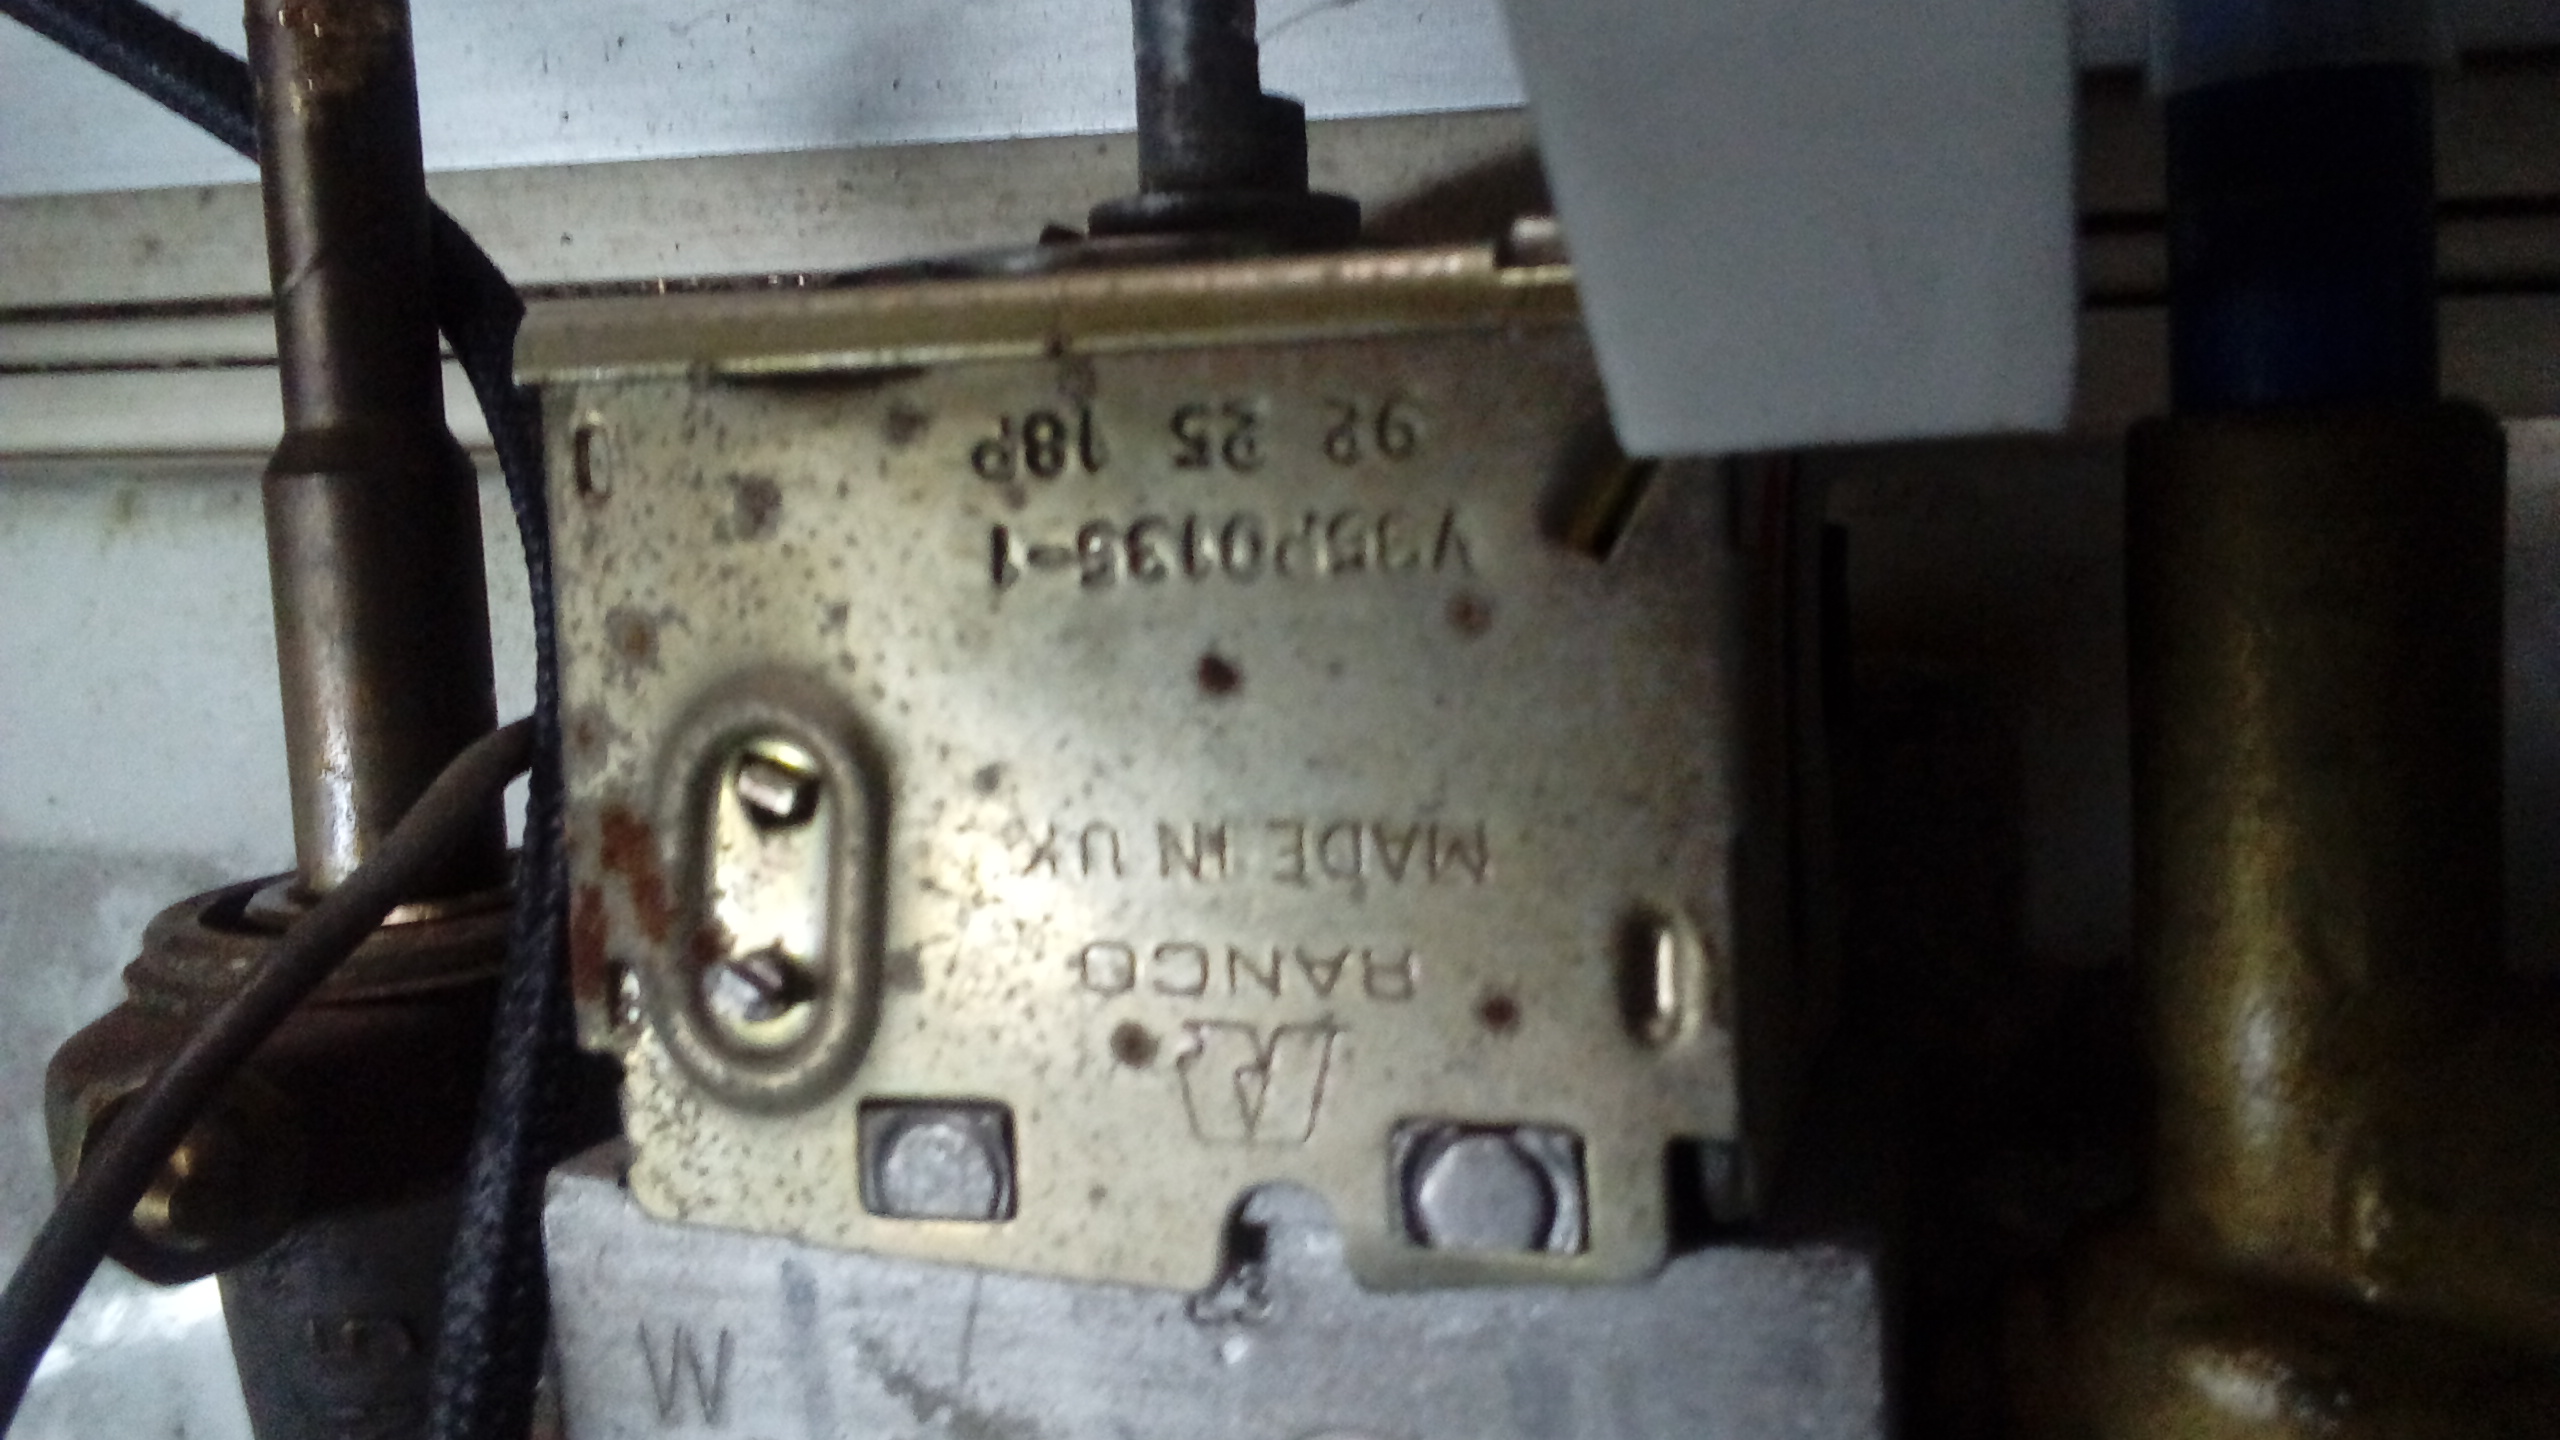 RANCO
MADE IN UK
V35P0135-1
92 25 18P